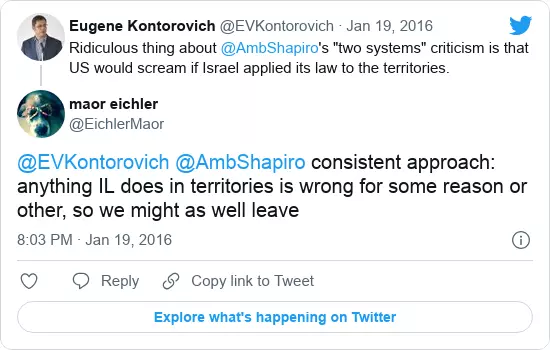 Eugene Kontorovich @EVKontorovich · Jan 19, 2016
Ridiculous thing about @AmbShapiro's "two systems" criticism is that
US would scream if Israel applied its law to the territories.
maor eichler
@EichlerMaor
@EVKontorovich @AmbShapiro consistent approach:
anything IL does in territories is wrong for some reason or
other, so we might as well leave
8:03 PM · Jan 19, 2016
Reply
Copy link to Tweet
Explore what's happening on Twitter